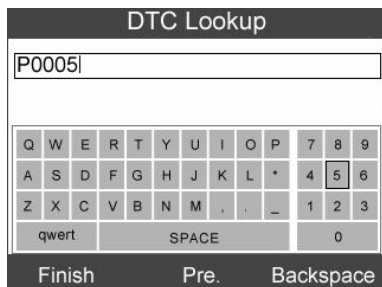 DTC Lookup
P0005
Q W E R T Y U I O P 7 8 9
A S D F G H J K L * 4 5 6
Z X C V B N M , . _ 1 2 3
qwert SPACE 0
Finish Pre. Backspace